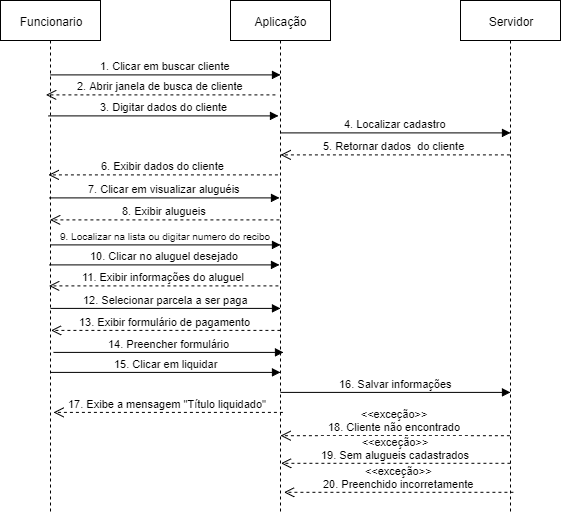 Funcionario
Aplicação
Servidor
1. Clicar em buscar cliente
2. Abrir janela de busca de cliente
3. Digitar dados do cliente
4. Localizar cadastro
5. Retornar dados do cliente
6. Exibir dados do cliente
7. Clicar em visualizar aluguéis
8. Exibir alugueis
9. Localizar na lista ou digitar numero do recibo
10. Clicar no aluguel desejado
11. Exibir informações do aluguel
12. Selecionar parcela a ser paga
13. Exibir formulário de pagamento
14. Preencher formulário
15. Clicar em liquidar
16. Salvar informações
17. Exibe a mensagem "Título liquidado"
<<exceção>>
18. Cliente não encontrado
<<exceção>>
19. Sem alugueis cadastrados
<<exceção>>
20. Preenchido incorretamente